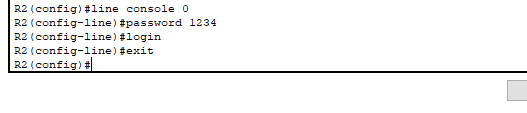 R2(config)#line console 0
R2(config-line)#password 1234
R2(config-line)#login
R2(config-line)#exit
R2(config)#